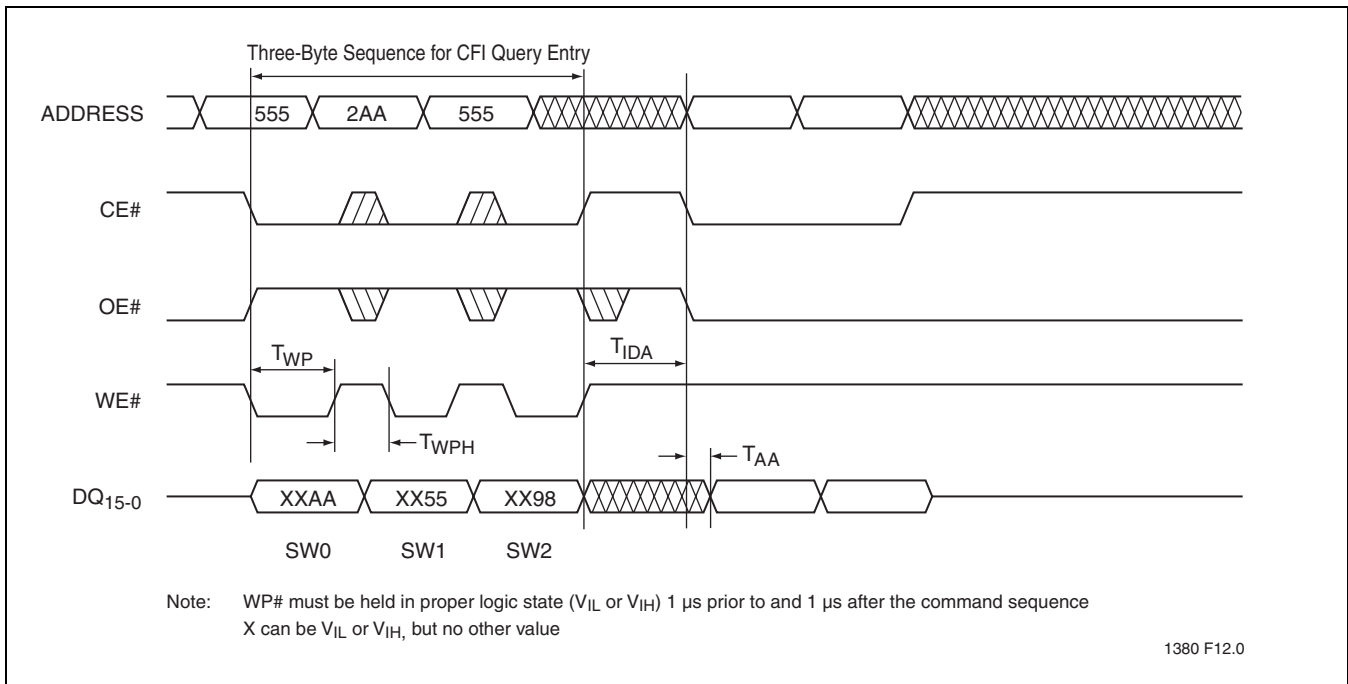 Three-Byte Sequence for CFI Query Entry
ADDRESS 555 2AA 555
CE#
OE#
TWP TIDA
WE#
TWPH TAA
DQ15-0 XXAA XX55 XX98
SW0 SW1 SW2
Note: WP# must be held in proper logic state (VIL or VIH) 1 µs prior to and 1 µs after the command sequence
X can be VIL or VIH, but no other value
1380 F12.0